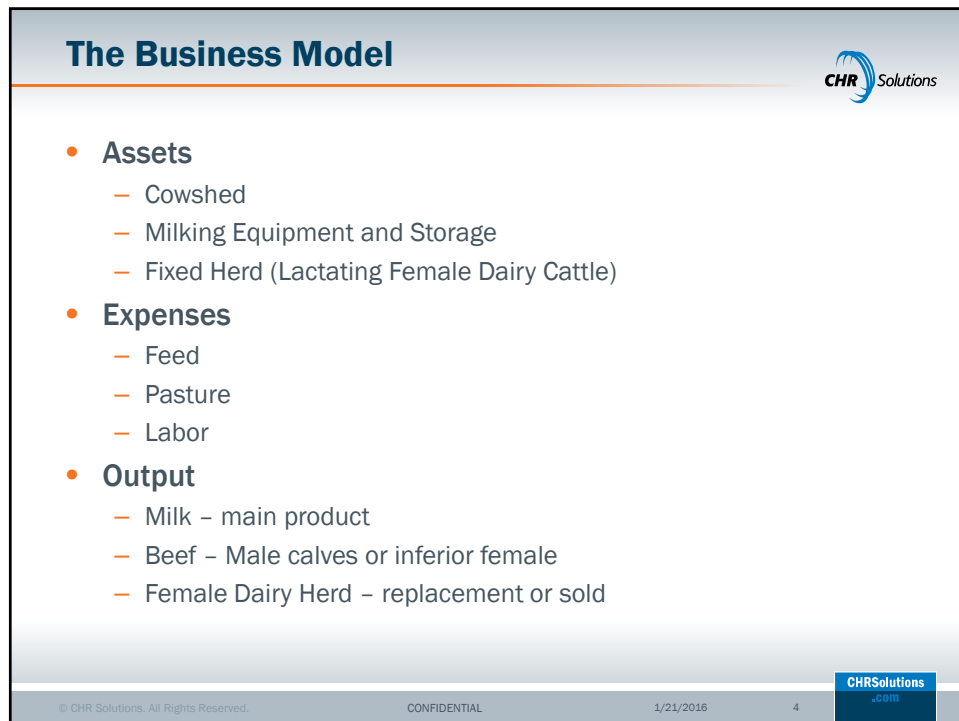 The Business Model
CHR Solutions
• Assets
– Cowshed
– Milking Equipment and Storage
– Fixed Herd (Lactating Female Dairy Cattle)
• Expenses
– Feed
– Pasture
– Labor
• Output
– Milk – main product
– Beef – Male calves or inferior female
– Female Dairy Herd – replacement or sold
© CHR Solutions. All Rights Reserved. CONFIDENTIAL 1/21/2016 4
CHRSolutions
.com